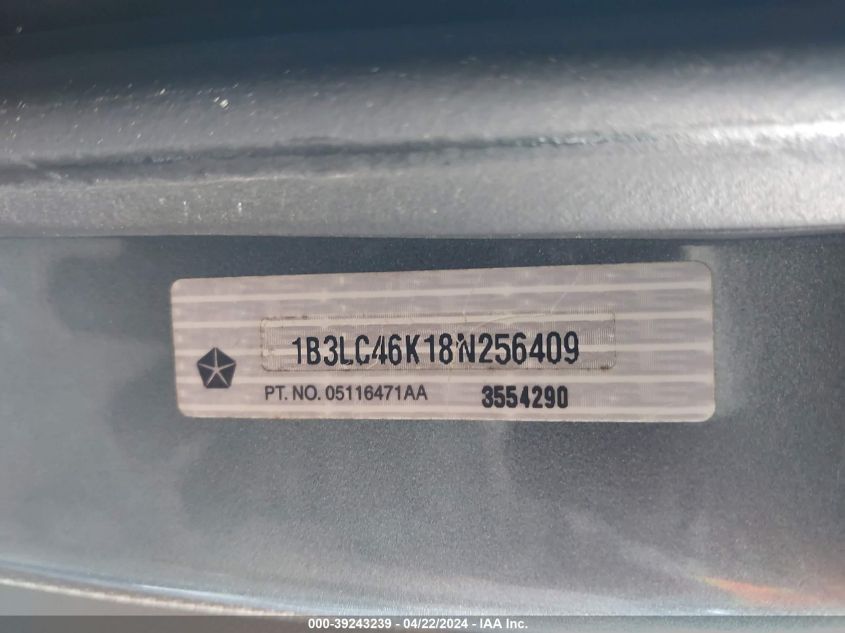 1B3LC46K18N256409
PT. NO. 05116471AA 3554290
000-39243239 - 04/22/2024 - IAA Inc.